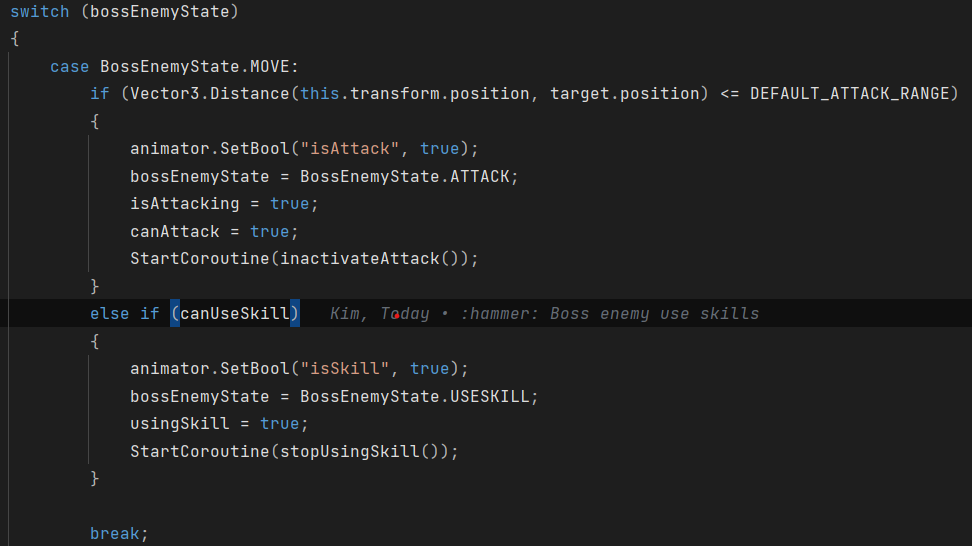 switch (bossEnemyState)
{
case BossEnemyState.MOVE:
if (Vector3.Distance(this.transform.position, target.position) <= DEFAULT_ATTACK_RANGE)
{
animator.SetBool("isAttack", true);
bossEnemyState = BossEnemyState.ATTACK;
isAttacking = true;
canAttack = true;
StartCoroutine(inactivateAttack());
}
else if (canUseSkill) Kim, Today • :hammer: Boss enemy use skills
{
animator.SetBool("isSkill", true);
bossEnemyState = BossEnemyState.USESKILL;
usingSkill = true;
StartCoroutine(stopUsingSkill());
}
break;